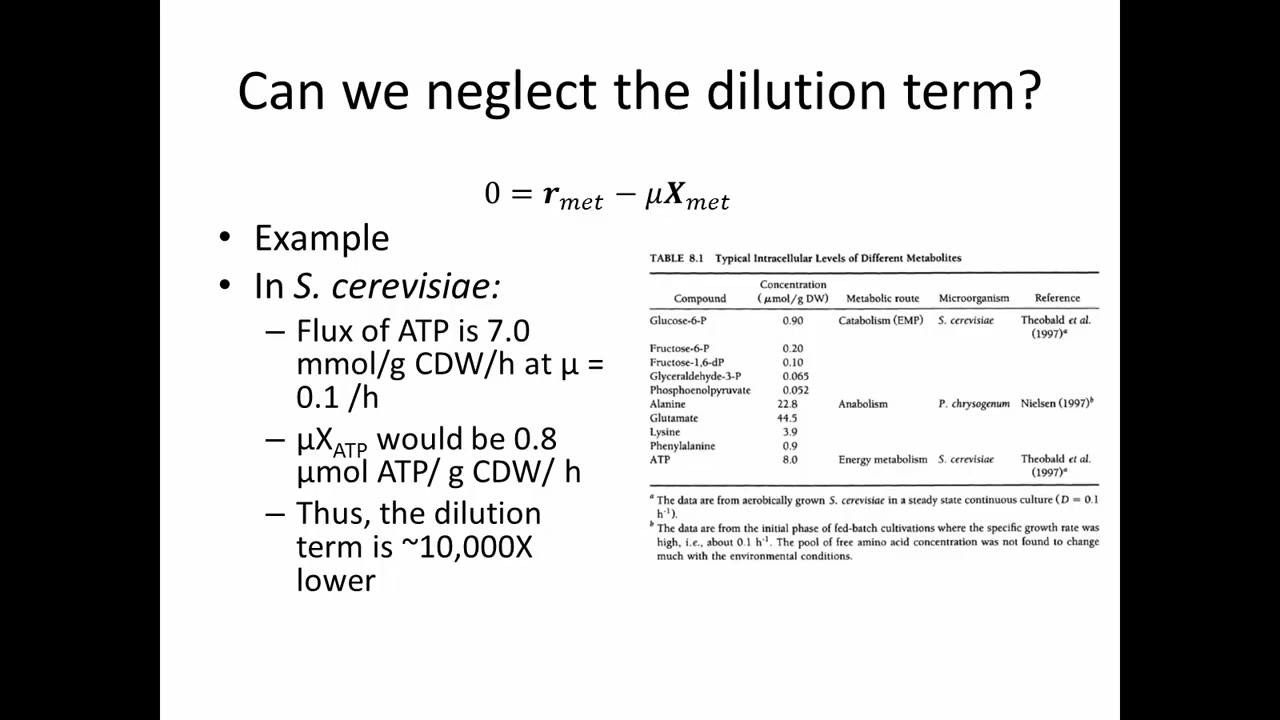 Can we neglect the dilution term?
0 = r_met − μX_met
• Example
• In S. cerevisiae:
– Flux of ATP is 7.0
mmol/g CDW/h at μ =
0.1 /h
– μX_ATP would be 0.8
μmol ATP/ g CDW/ h
– Thus, the dilution
term is ~10,000X
lower
TABLE 8.1 Typical Intracellular Levels of Different Metabolites
Compound Concentration (μmol/g DW) Metabolic route Microorganism Reference
Glucose-6-P 0.90 Catabolism (EMP) S. cerevisiae Theobald et al.
(1997)ᵃ
Fructose-6-P 0.20
Fructose-1,6-dP 0.10
Glyceraldehyde-3-P 0.065
Phosphoenolpyruvate 0.052
Alanine 22.8 Anabolism P. chrysogenum Nielsen (1997)ᵇ
Glutamate 44.5
Lysine 3.9
Phenylalanine 0.9
ATP 8.0 Energy metabolism S. cerevisiae Theobald et al.
(1997)ᵃ
ᵃ The data are from aerobically grown S. cerevisiae in a steady state continuous culture (D = 0.1
h⁻¹).
ᵇ The data are from the initial phase of fed-batch cultivations where the specific growth rate was
high, i.e., about 0.1 h⁻¹. The pool of free amino acid concentration was not found to change
much with the environmental conditions.